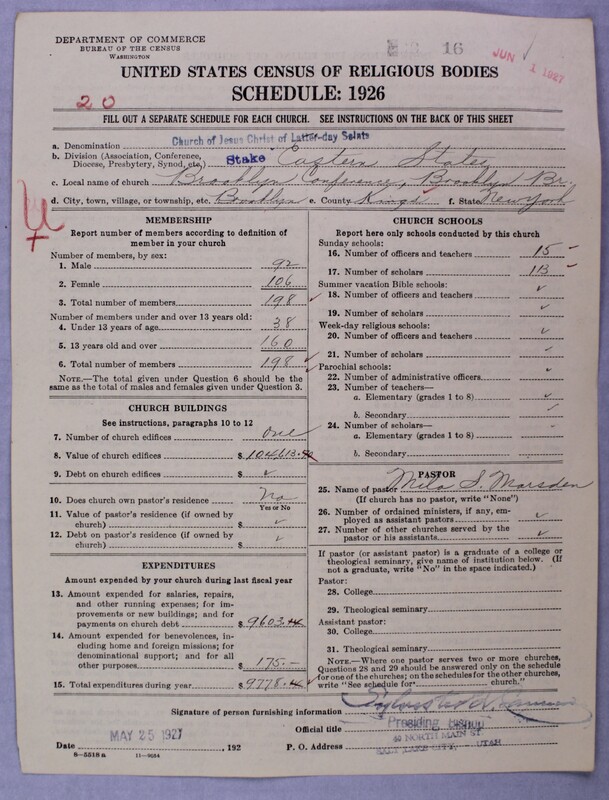 DEPARTMENT OF COMMERCE
BUREAU OF THE CENSUS
WASHINGTON
16
JUN 1 1927
UNITED STATES CENSUS OF RELIGIOUS BODIES
SCHEDULE: 1926
20
FILL OUT A SEPARATE SCHEDULE FOR EACH CHURCH. SEE INSTRUCTIONS ON THE BACK OF THIS SHEET
a. Denomination Church of Jesus Christ of Latter-day Saints
b. Division (Association, Conference, Diocese, Presbytery, Synod, etc.) Stake Eastern States
c. Local name of church Brooklyn Conference, Brooklyn Br.
d. City, town, village, or township, etc. Brooklyn e. County Kings f. State New York
MEMBERSHIP
Report number of members according to definition of member in your church
Number of members, by sex:
1. Male 92
2. Female 106
3. Total number of members 198
Number of members under and over 13 years old:
4. Under 13 years of age 38
5. 13 years old and over 160
6. Total number of members 198
NOTE.—The total given under Question 6 should be the same as the total of males and females given under Question 3.
CHURCH BUILDINGS
See instructions, paragraphs 10 to 12
7. Number of church edifices one
8. Value of church edifices $ 104613.40
9. Debt on church edifices $ ✓
10. Does church own pastor's residence No
Yes or No
11. Value of pastor's residence (if owned by church) $ ✓
12. Debt on pastor's residence (if owned by church) $ ✓
EXPENDITURES
Amount expended by your church during last fiscal year
13. Amount expended for salaries, repairs, and other running expenses; for improvements or new buildings; and for payments on church debt $ 9603.44
14. Amount expended for benevolences, including home and foreign missions; for denominational support; and for all other purposes $ 175.—
15. Total expenditures during year $ 9778.44
CHURCH SCHOOLS
Report here only schools conducted by this church
Sunday schools:
16. Number of officers and teachers 15
17. Number of scholars 113
Summer vacation Bible schools:
18. Number of officers and teachers ✓
19. Number of scholars ✓
Week-day religious schools:
20. Number of officers and teachers ✓
21. Number of scholars ✓
Parochial schools:
22. Number of administrative officers ✓
23. Number of teachers—
a. Elementary (grades 1 to 8) ✓
b. Secondary ✓
24. Number of scholars—
a. Elementary (grades 1 to 8) ✓
b. Secondary ✓
PASTOR
25. Name of pastor Milo S. Marsden
(If church has no pastor, write "None")
26. Number of ordained ministers, if any, employed as assistant pastors ✓
27. Number of other churches served by the pastor or his assistants ✓
If pastor (or assistant pastor) is a graduate of a college or theological seminary, give name of institution below. (If not a graduate, write "No" in the space indicated.)
Pastor:
28. College
29. Theological seminary
Assistant pastor:
30. College
31. Theological seminary
NOTE.—Where one pastor serves two or more churches, Questions 28 and 29 should be answered only on the schedule for one of the churches; on the schedules for the other churches, write "See schedule for church."
Signature of person furnishing information
Official title Presiding bishop
Date MAY 25 1927, 192 P. O. Address 40 NORTH MAIN ST
SALT LAKE CITY, UTAH
8—5518 a 11—9554